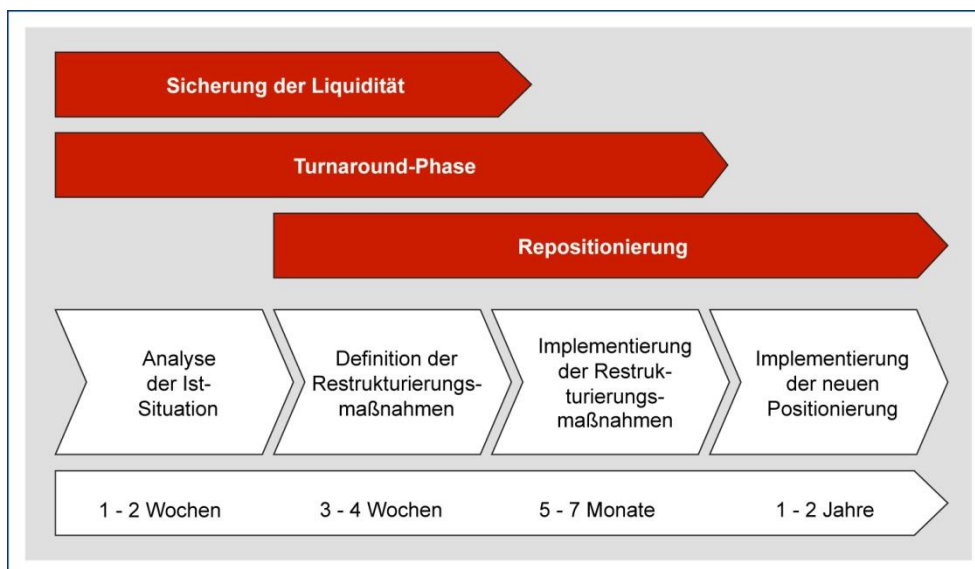 Sicherung der Liquidität
Turnaround-Phase
Repositionierung
Analyse
der Ist-
Situation
Definition der
Restrukturierungs-
maßnahmen
Implementierung
der Restruk-
turierungs-
maßnahmen
Implementierung
der neuen
Positionierung
1 - 2 Wochen
3 - 4 Wochen
5 - 7 Monate
1 - 2 Jahre